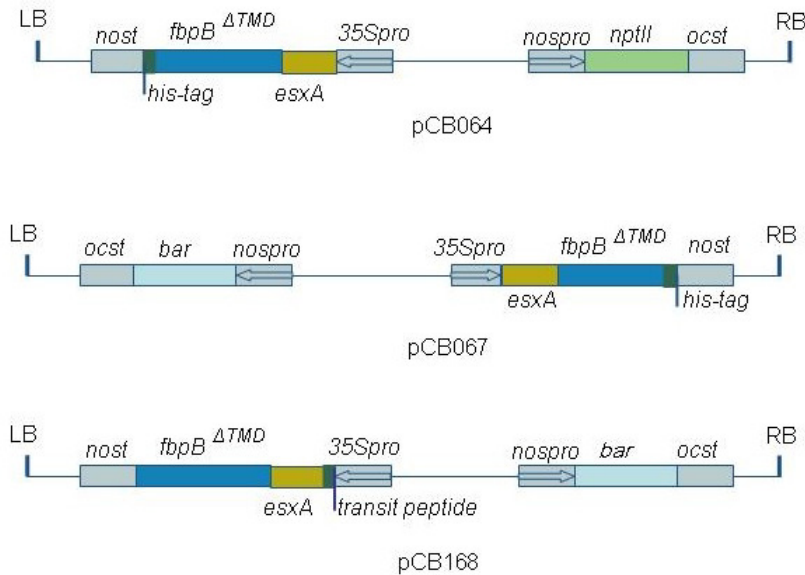 LB nost fbpB ΔTMD 35Spro nospro nptII ocst RB
his-tag esxA
pCB064
LB ocst bar nospro 35Spro fbpB ΔTMD nost RB
esxA his-tag
pCB067
LB nost fbpB ΔTMD 35Spro nospro bar ocst RB
esxA transit peptide
pCB168